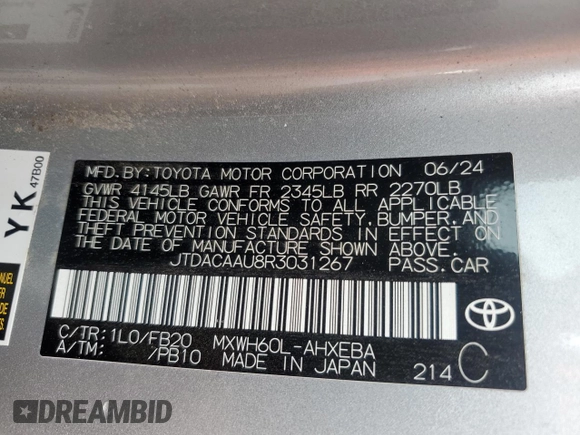 MFD. BY: TOYOTA MOTOR CORPORATION 06/24
GVWR 4145LB GAWR FR 2345LB RR 2270LB
THIS VEHICLE CONFORMS TO ALL APPLICABLE
FEDERAL MOTOR VEHICLE SAFETY, BUMPER, AND
THEFT PREVENTION STANDARDS IN EFFECT ON
THE DATE OF MANUFACTURE SHOWN ABOVE.
JTDACAAU8R3031267 PASS. CAR
C/TR: 1L0/FB20 MXWH60L-AHXEBA
A/TM: /PB10 MADE IN JAPAN 214 C
YK 47B00
DREAMBID